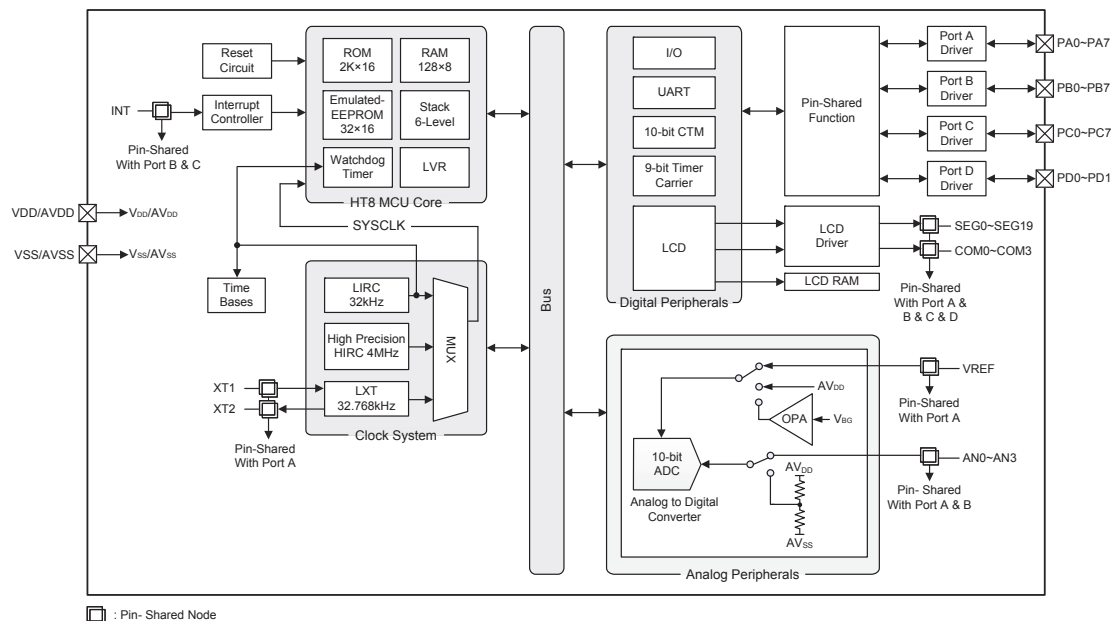 Reset
Circuit
INT
Interrupt
Controller
Pin-Shared
With Port B & C
ROM
2K×16
RAM
128×8
Emulated-
EEPROM
32×16
Stack
6-Level
Watchdog
Timer
LVR
HT8 MCU Core
SYSCLK
VDD/AVDD
VDD/AVDD
VSS/AVSS
VSS/AVSS
Time
Bases
LIRC
32kHz
High Precision
HIRC 4MHz
LXT
32.768kHz
MUX
Clock System
XT1
XT2
Pin-Shared
With Port A
Bus
I/O
UART
10-bit CTM
9-bit Timer
Carrier
LCD
Digital Peripherals
Pin-Shared
Function
Port A
Driver
Port B
Driver
Port C
Driver
Port D
Driver
PA0~PA7
PB0~PB7
PC0~PC7
PD0~PD1
LCD
Driver
LCD RAM
SEG0~SEG19
COM0~COM3
Pin-Shared
With Port A &
B & C & D
VREF
Pin-Shared
With Port A
AVDD
OPA
VBG
10-bit
ADC
Analog to Digital
Converter
AVDD
AVSS
AN0~AN3
Pin- Shared
With Port A & B
Analog Peripherals
: Pin- Shared Node